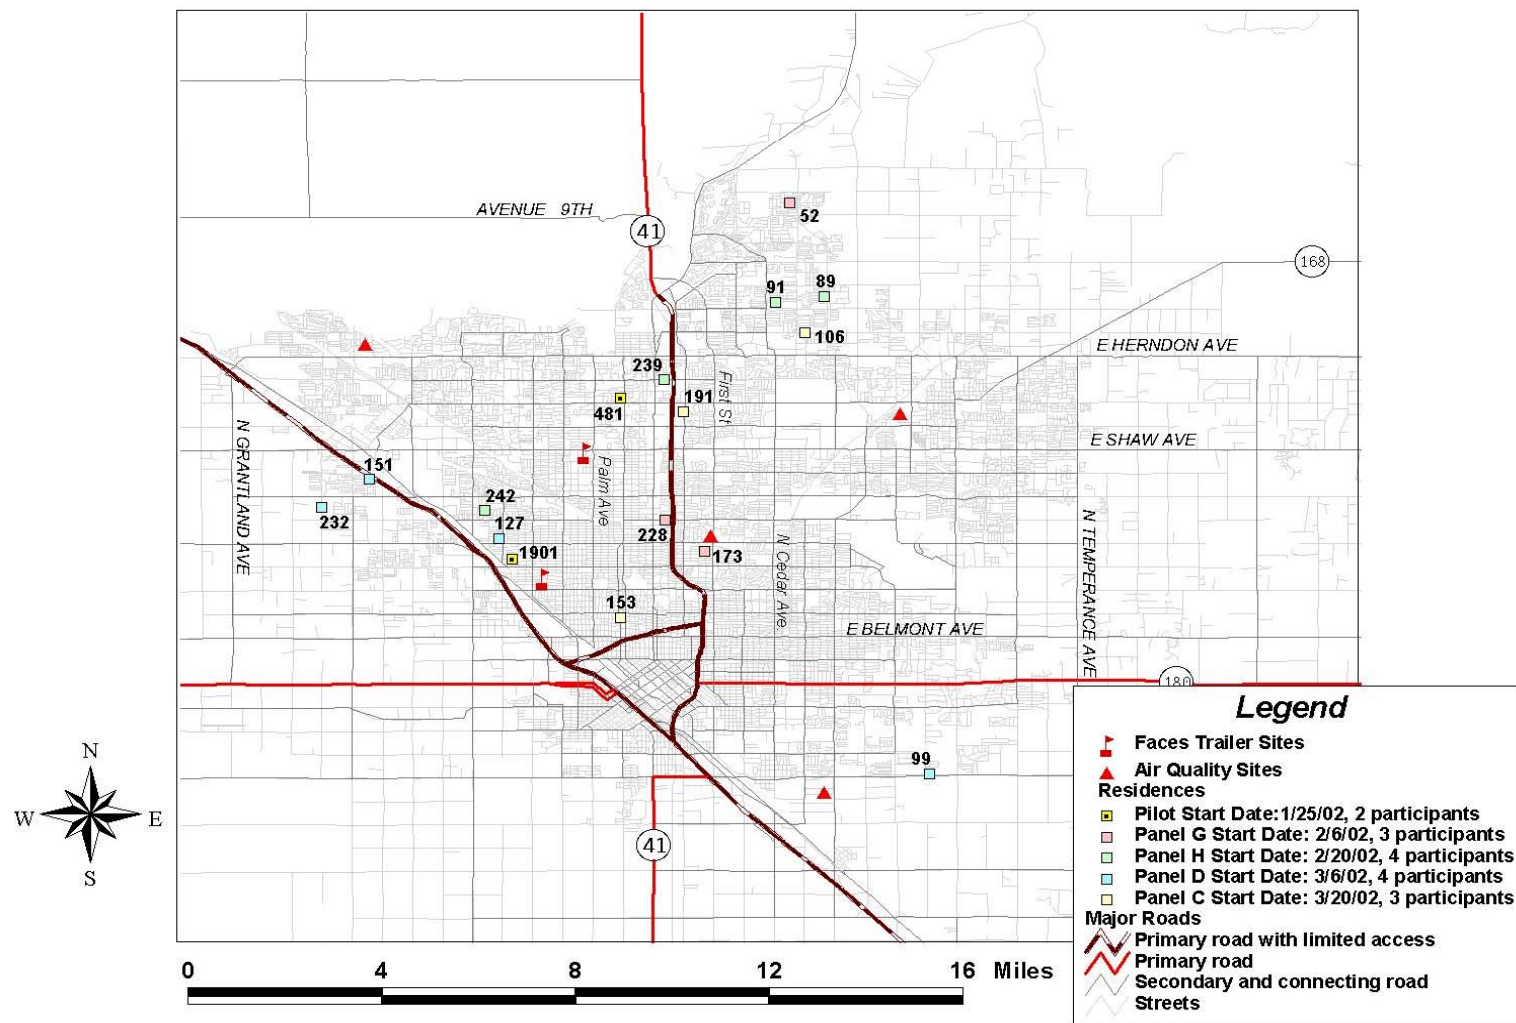 AVENUE 9TH
52
41
168
91
89
106
E HERNDON AVE
239
First St
191
481
E SHAW AVE
N GRANTLAND AVE
151
Palm Ave
242
232
127
228
N TEMPERANCE AVE
1901
173
N Cedar Ave.
153
E BELMONT AVE
180
99
41
N
W
E
S
Legend
Faces Trailer Sites
Air Quality Sites
Residences
Pilot Start Date:1/25/02, 2 participants
Panel G Start Date: 2/6/02, 3 participants
Panel H Start Date: 2/20/02, 4 participants
Panel D Start Date: 3/6/02, 4 participants
Panel C Start Date: 3/20/02, 3 participants
Major Roads
Primary road with limited access
Primary road
Secondary and connecting road
Streets
0 4 8 12 16 Miles